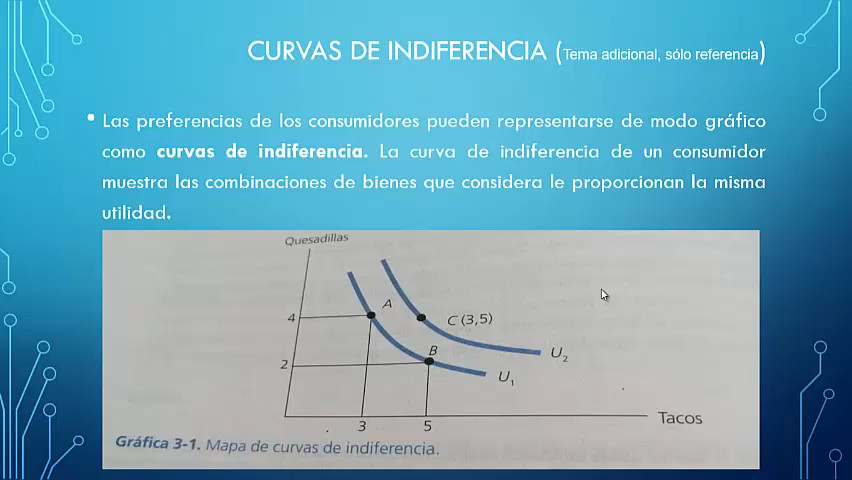 CURVAS DE INDIFERENCIA (Tema adicional, sólo referencia)
• Las preferencias de los consumidores pueden representarse de modo gráfico
como curvas de indiferencia. La curva de indiferencia de un consumidor
muestra las combinaciones de bienes que considera le proporcionan la misma
utilidad.
Quesadillas
A
4
C (3,5)
B
2
U₂
U₁
3
5
Tacos
Gráfica 3-1. Mapa de curvas de indiferencia.